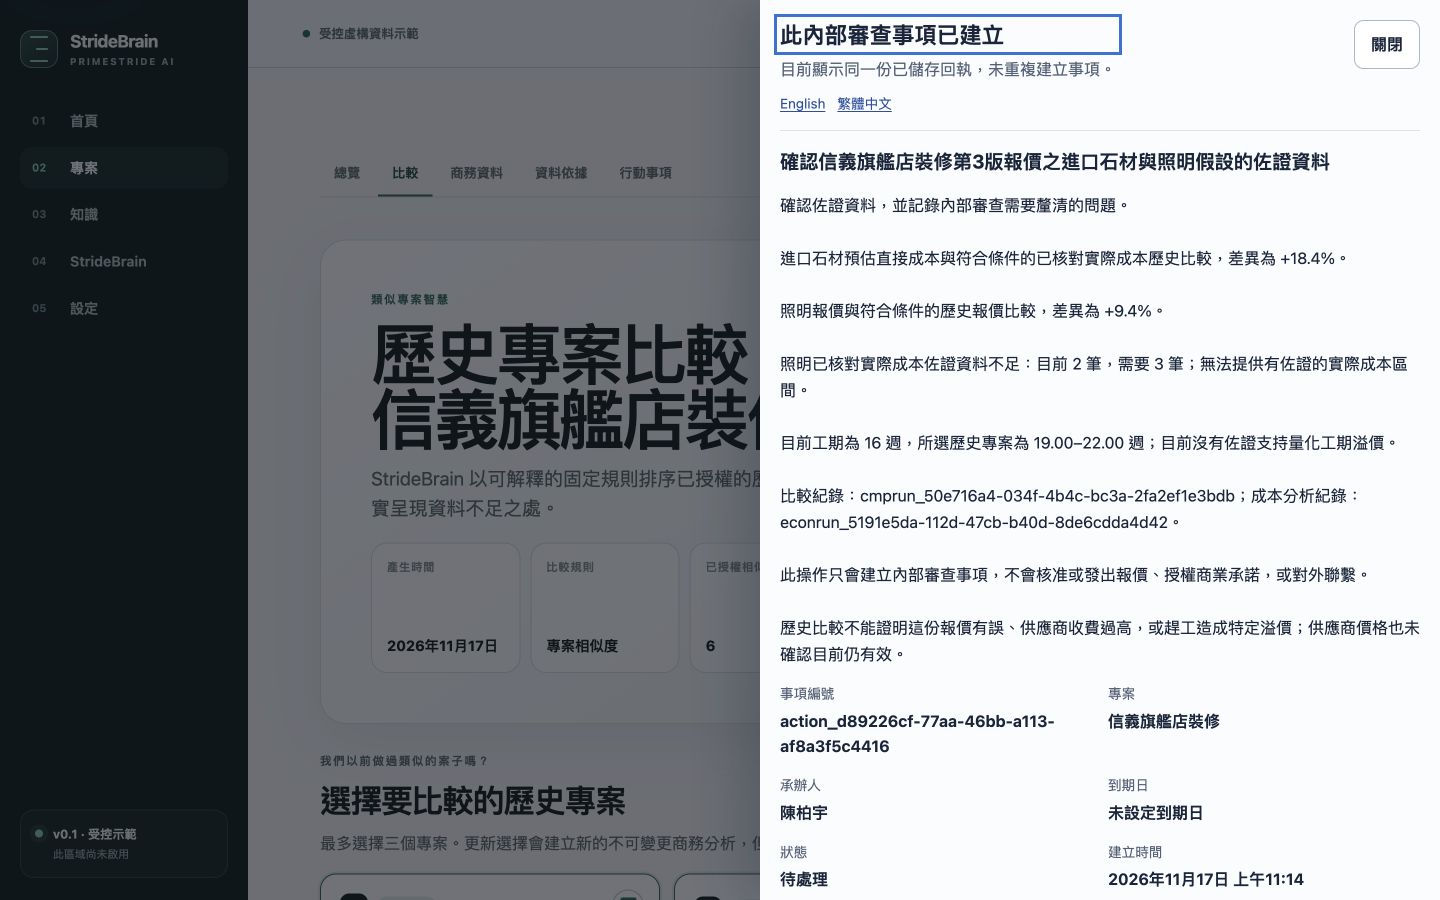 StrideBrain
PRIMESTRIDE AI
01 首頁
02 專案
03 知識
04 StrideBrain
05 設定
v0.1 · 受控示範
此區域尚未啟用
受控虛構資料示範
總覽 比較 商務資料 資料依據 行動事項
類似專案智慧
歷史專案比較
信義旗艦店裝
StrideBrain 以可解釋的固定規則排序已授權的
實呈現資料不足之處。
產生時間
2026年11月17日
比較規則
專案相似度
已授權相
6
我們以前做過類似的案子嗎？
選擇要比較的歷史專案
最多選擇三個專案。更新選擇會建立新的不可變更商務分析，
此內部審查事項已建立
關閉
目前顯示同一份已儲存回執，未重複建立事項。
English 繁體中文
確認信義旗艦店裝修第3版報價之進口石材與照明假設的佐證資料
確認佐證資料，並記錄內部審查需要釐清的問題。
進口石材預估直接成本與符合條件的已核對實際成本歷史比較，差異為 +18.4%。
照明報價與符合條件的歷史報價比較，差異為 +9.4%。
照明已核對實際成本佐證資料不足：目前 2 筆，需要 3 筆；無法提供有佐證的實際成本區
間。
目前工期為 16 週，所選歷史專案為 19.00–22.00 週；目前沒有佐證支持量化工期溢價。
比較紀錄：cmprun_50e716a4-034f-4b4c-bc3a-2fa2ef1e3bdb；成本分析紀錄：
econrun_5191e5da-112d-47cb-b40d-8de6cdda4d42。
此操作只會建立內部審查事項，不會核准或發出報價、授權商業承諾，或對外聯繫。
歷史比較不能證明這份報價有誤、供應商收費過高，或趕工造成特定溢價；供應商價格也未
確認目前仍有效。
事項編號
action_d89226cf-77aa-46bb-a113-
af8a3f5c4416
專案
信義旗艦店裝修
承辦人
陳柏宇
到期日
未設定到期日
狀態
待處理
建立時間
2026年11月17日 上午11:14